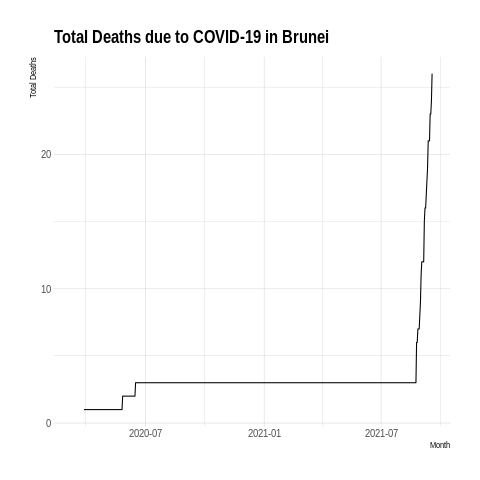 Total Deaths due to COVID-19 in Brunei
Total Deaths
20
10
0
2020-07
2021-01
2021-07
Month